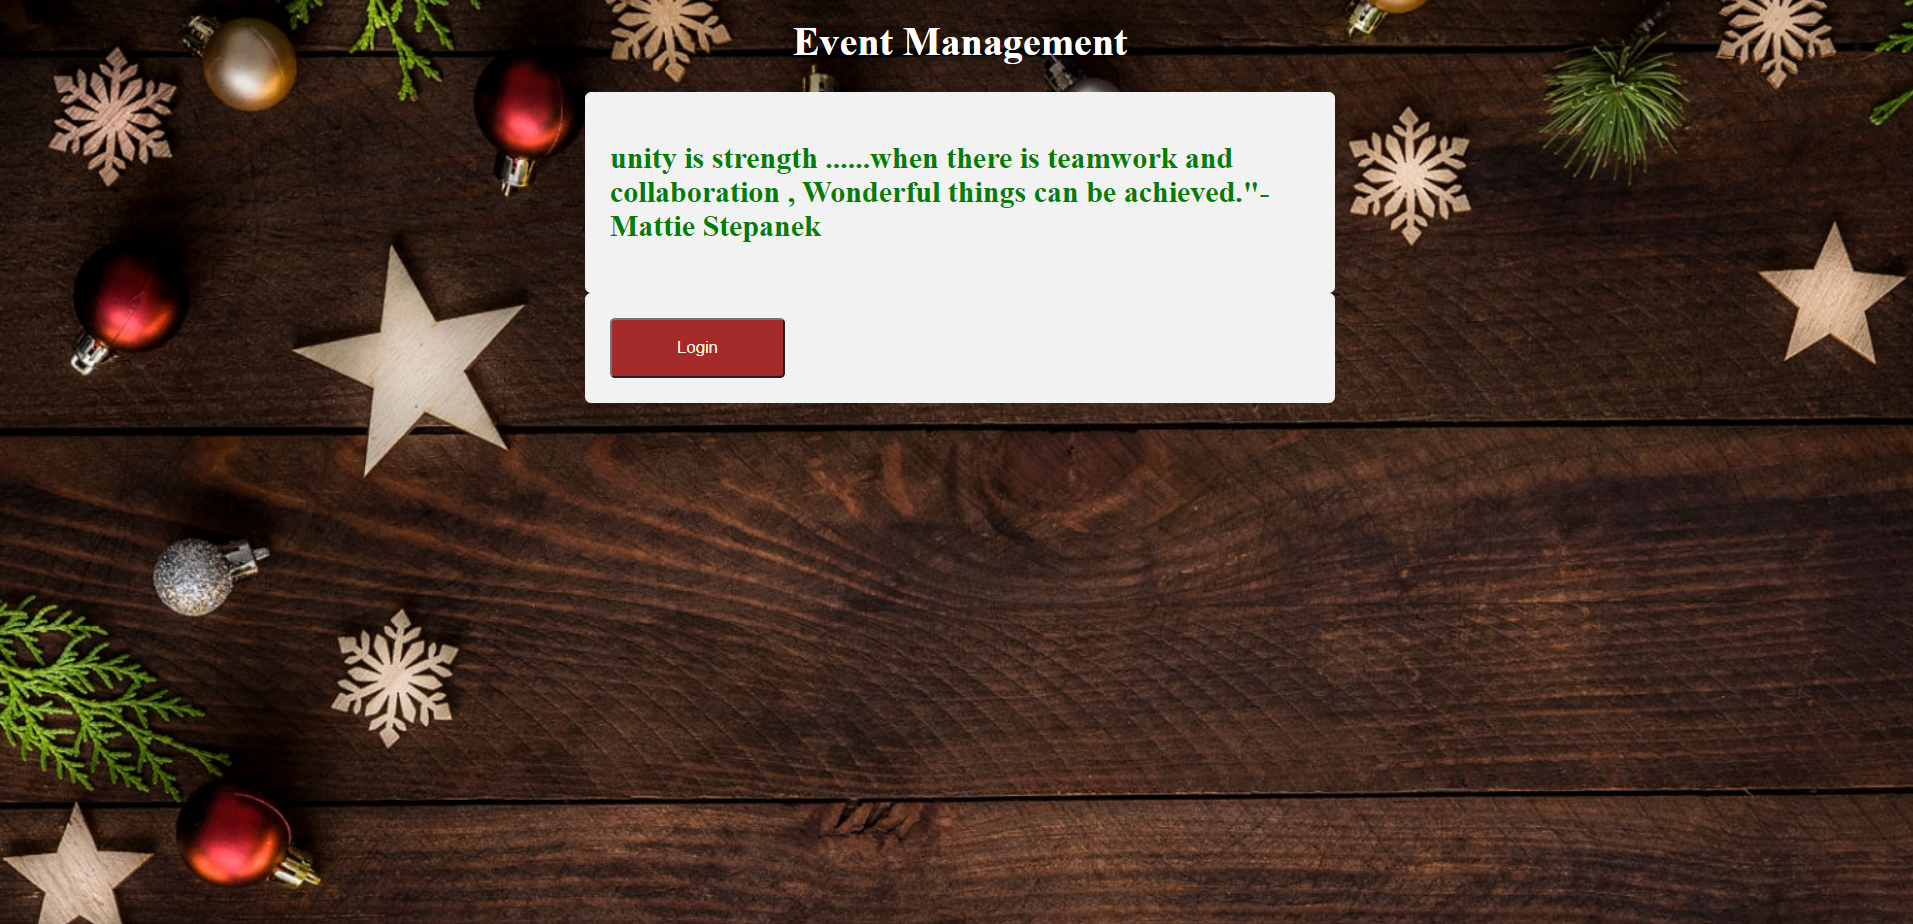 Event Management
unity is strength ......when there is teamwork and
collaboration , Wonderful things can be achieved."-
Mattie Stepanek
Login